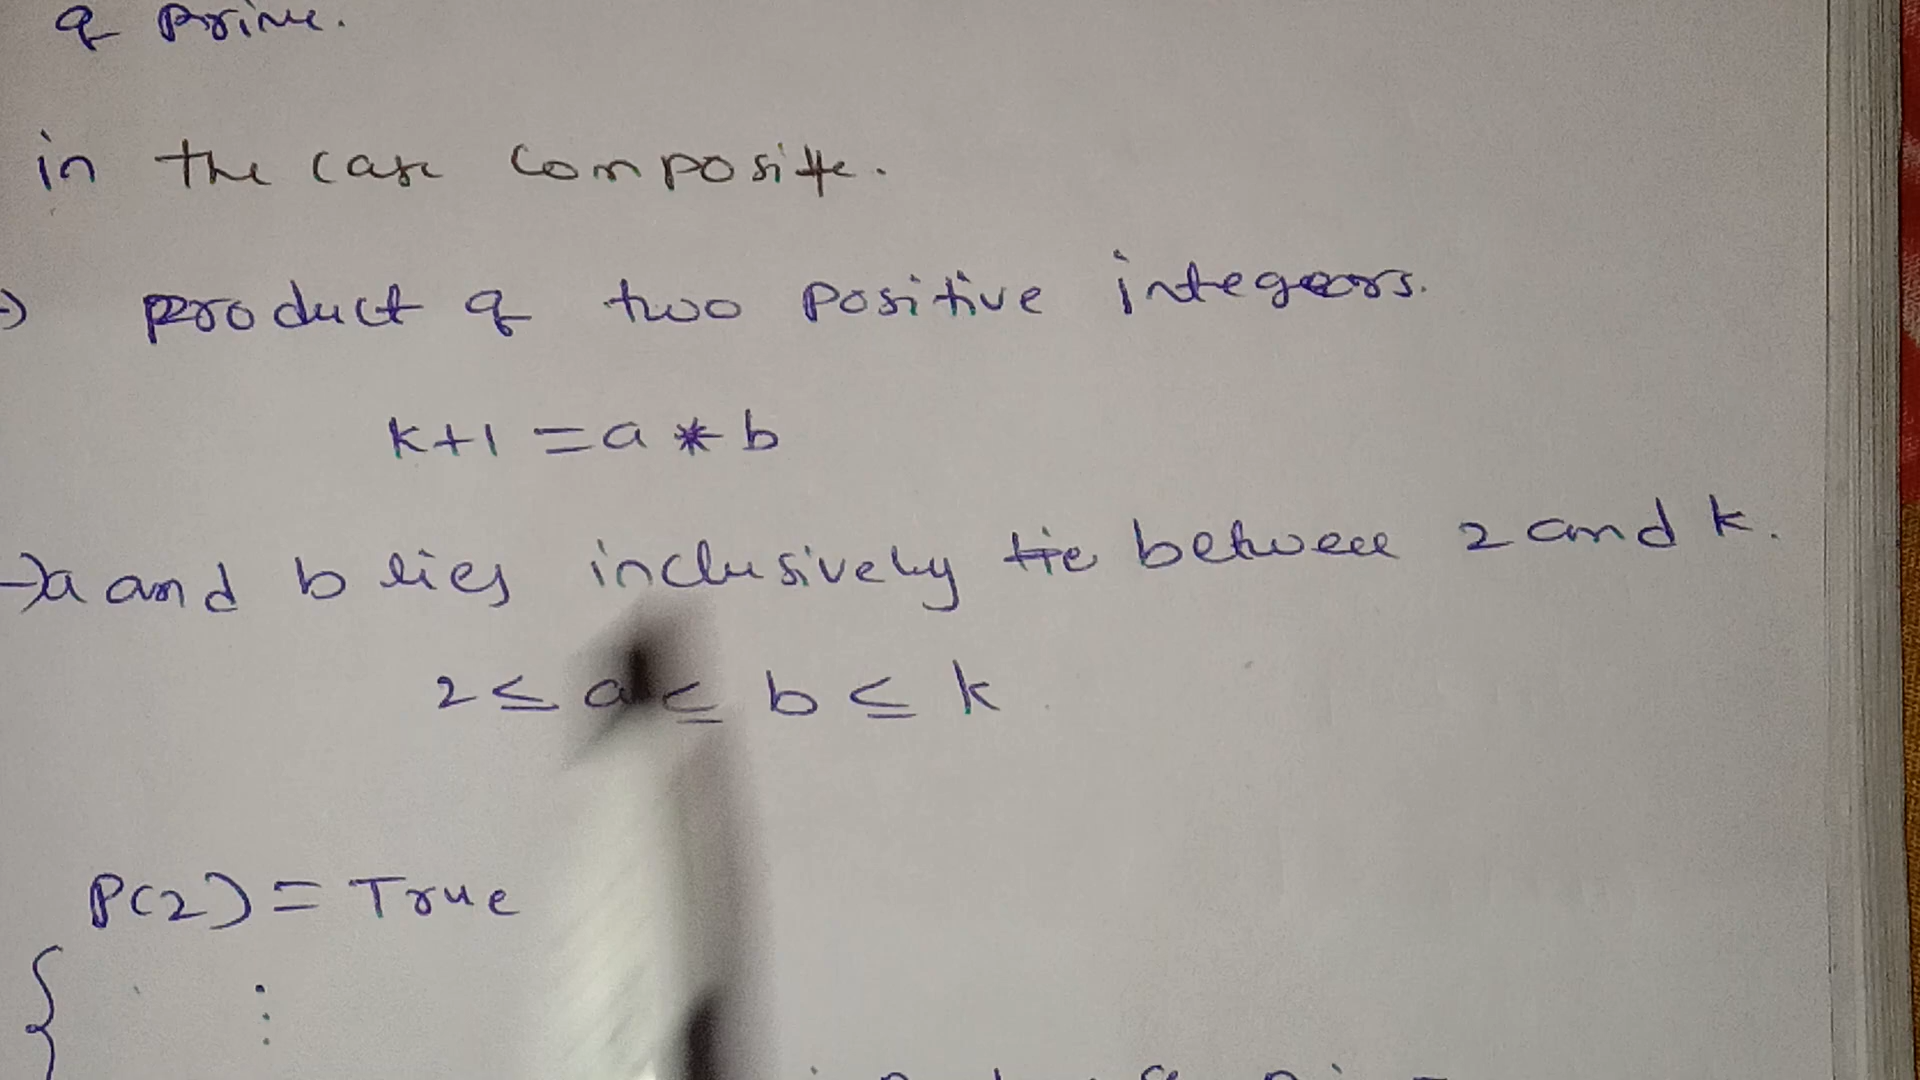 of prime.
in the case composite.
→ product of two positive integers.
k+1 = a * b
→ a and b lies inclusively between 2 and k.
2 ≤ a ≤ b ≤ k
P(2) = True
{ :